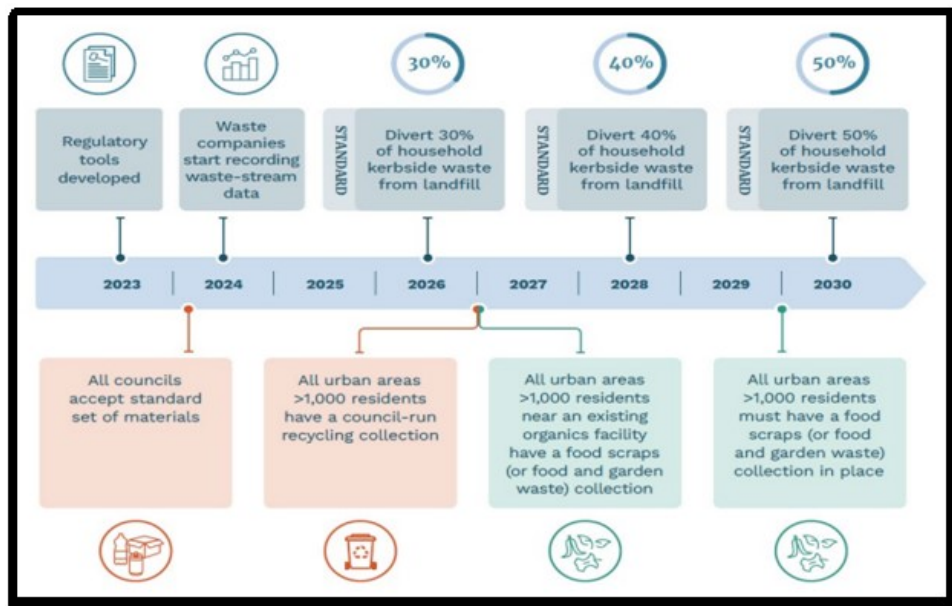 30%
40%
50%
Regulatory
tools
developed
Waste
companies
start recording
waste-stream
data
STANDARD
Divert 30%
of household
kerbside waste
from landfill
STANDARD
Divert 40%
of household
kerbside waste
from landfill
STANDARD
Divert 50%
of household
kerbside waste
from landfill
2023
2024
2025
2026
2027
2028
2029
2030
All councils
accept standard
set of materials
All urban areas
>1,000 residents
have a council-run
recycling collection
All urban areas
>1,000 residents
near an existing
organics facility
have a food scraps
(or food and garden
waste) collection
All urban areas
>1,000 residents
must have a food
scraps (or food
and garden waste)
collection in place